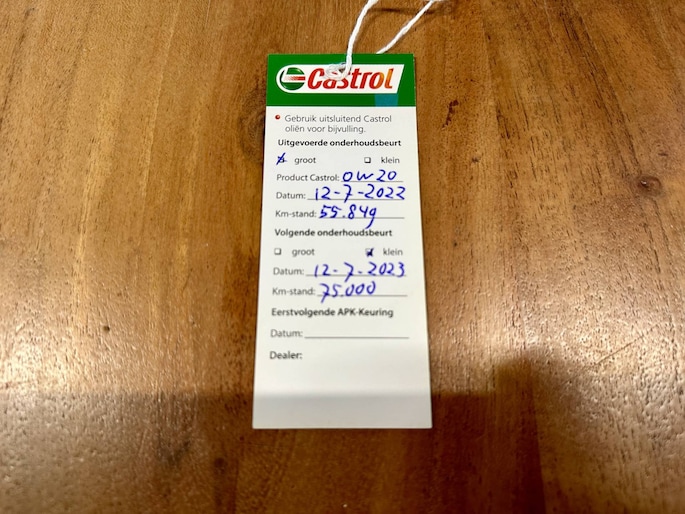 Castrol
Gebruik uitsluitend Castrol
oliën voor bijvulling.
Uitgevoerde onderhoudsbeurt
groot klein
Product Castrol: 0W20
Datum: 12-7-2022
Km-stand: 55.849
Volgende onderhoudsbeurt
groot klein
Datum: 12-7-2023
Km-stand: 75.000
Eerstvolgende APK-Keuring
Datum:
Dealer: